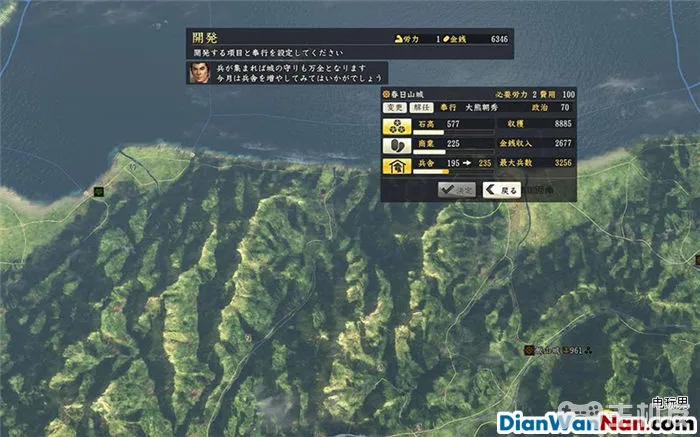 開発
労力 1 金銭 6346
開発する項目と奉行を設定してください
兵が集まれば城の守りも万全となります
今月は兵舎を増やしてみてはいかがでしょう
春日山城 必要労力 2 費用 100
変更 解任 奉行 大熊朝秀 政治 70
石高 577 収穫 8885
商業 225 金銭収入 2677
兵舎 195 → 235 最大兵数 3256
決定 戻る
山城 961
电玩男
DianWanNan.com